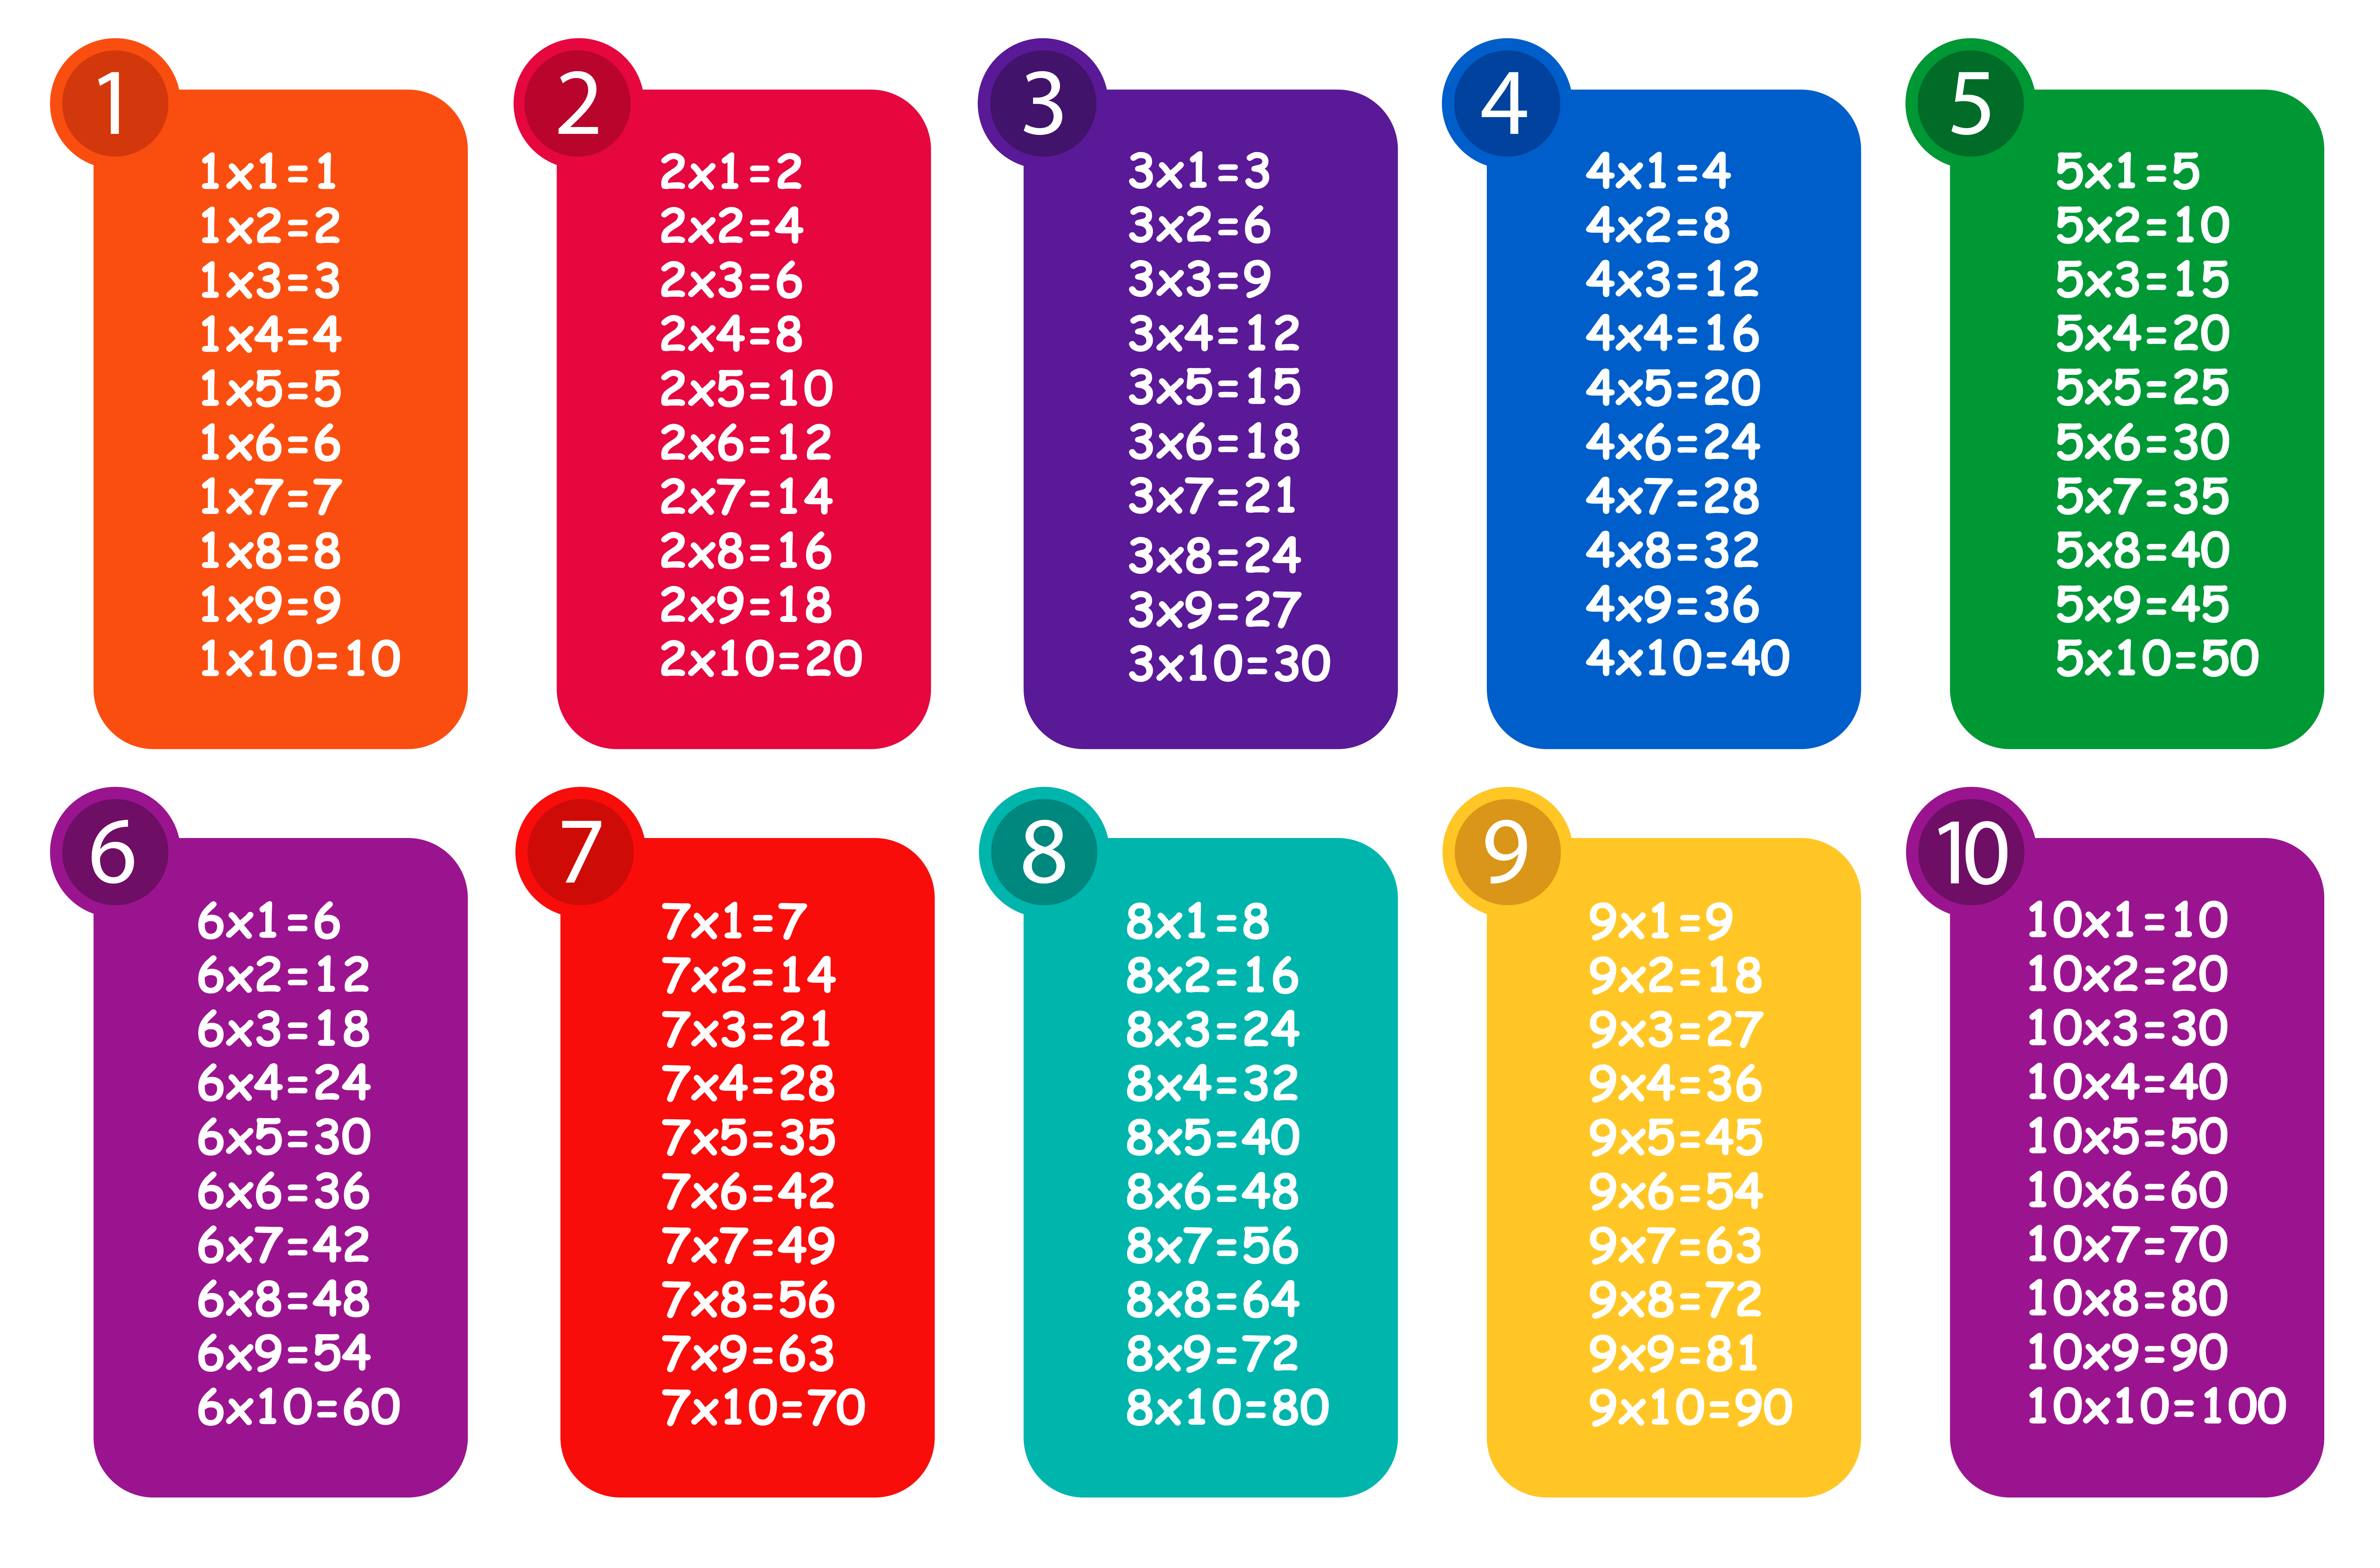 1
1x1=1
1x2=2
1x3=3
1x4=4
1x5=5
1x6=6
1x7=7
1x8=8
1x9=9
1x10=10
2
2x1=2
2x2=4
2x3=6
2x4=8
2x5=10
2x6=12
2x7=14
2x8=16
2x9=18
2x10=20
3
3x1=3
3x2=6
3x3=9
3x4=12
3x5=15
3x6=18
3x7=21
3x8=24
3x9=27
3x10=30
4
4x1=4
4x2=8
4x3=12
4x4=16
4x5=20
4x6=24
4x7=28
4x8=32
4x9=36
4x10=40
5
5x1=5
5x2=10
5x3=15
5x4=20
5x5=25
5x6=30
5x7=35
5x8=40
5x9=45
5x10=50
6
6x1=6
6x2=12
6x3=18
6x4=24
6x5=30
6x6=36
6x7=42
6x8=48
6x9=54
6x10=60
7
7x1=7
7x2=14
7x3=21
7x4=28
7x5=35
7x6=42
7x7=49
7x8=56
7x9=63
7x10=70
8
8x1=8
8x2=16
8x3=24
8x4=32
8x5=40
8x6=48
8x7=56
8x8=64
8x9=72
8x10=80
9
9x1=9
9x2=18
9x3=27
9x4=36
9x5=45
9x6=54
9x7=63
9x8=72
9x9=81
9x10=90
10
10x1=10
10x2=20
10x3=30
10x4=40
10x5=50
10x6=60
10x7=70
10x8=80
10x9=90
10x10=100